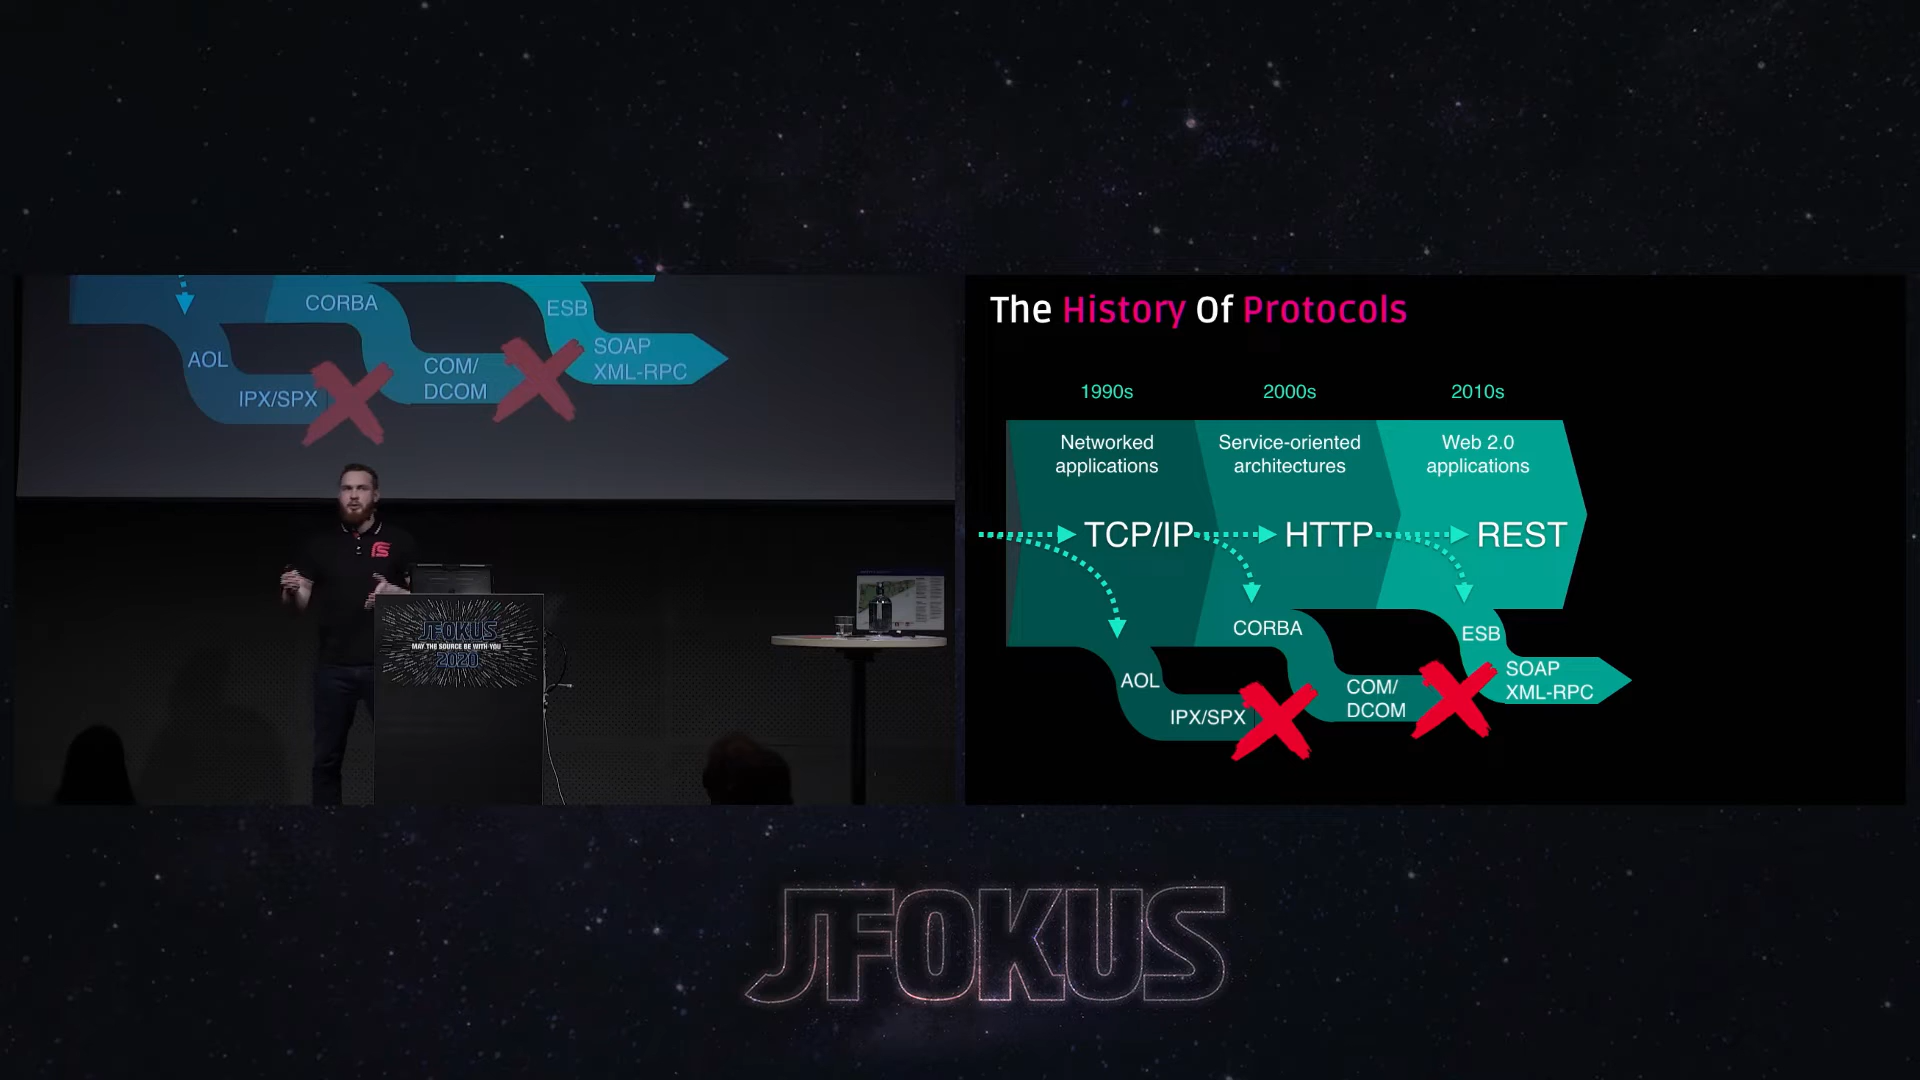 CORBA
ESB
AOL
SOAP
XML-RPC
COM/
DCOM
IPX/SPX
JFOKUS
MAY THE SOURCE BE WITH YOU
2020
The History Of Protocols
1990s
2000s
2010s
Networked
applications
Service-oriented
architectures
Web 2.0
applications
TCP/IP
HTTP
REST
CORBA
ESB
AOL
SOAP
XML-RPC
COM/
DCOM
IPX/SPX
JFOKUS